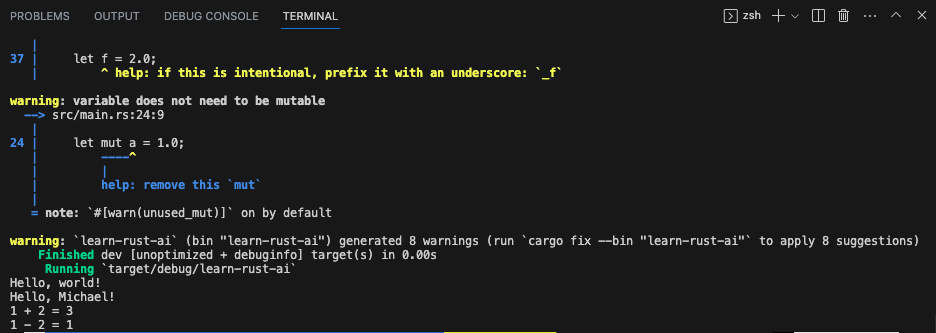 PROBLEMS OUTPUT DEBUG CONSOLE TERMINAL zsh
|
37 | let f = 2.0;
| ^ help: if this is intentional, prefix it with an underscore: `_f`
warning: variable does not need to be mutable
--> src/main.rs:24:9
|
24 | let mut a = 1.0;
| ----^
| |
| help: remove this `mut`
|
= note: `#[warn(unused_mut)]` on by default
warning: `learn-rust-ai` (bin "learn-rust-ai") generated 8 warnings (run `cargo fix --bin "learn-rust-ai"` to apply 8 suggestions)
Finished dev [unoptimized + debuginfo] target(s) in 0.00s
Running `target/debug/learn-rust-ai`
Hello, world!
Hello, Michael!
1 + 2 = 3
1 - 2 = 1